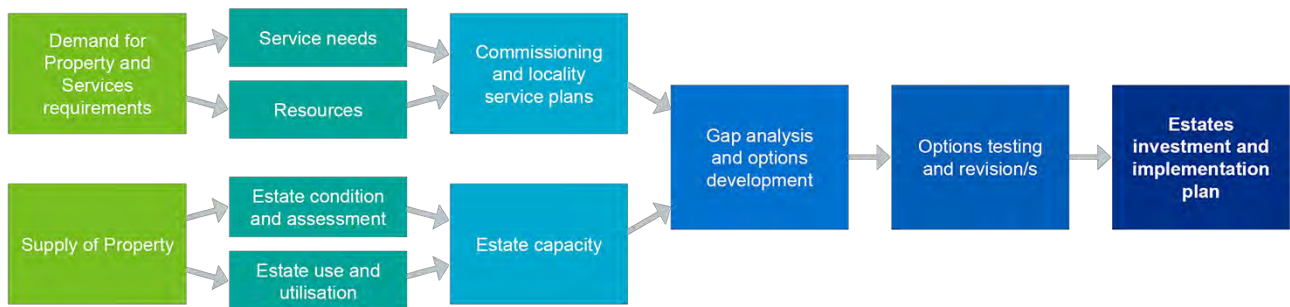 Demand for
Property and
Services
requirements
Service needs
Resources
Commissioning
and locality
service plans
Supply of Property
Estate condition
and assessment
Estate use and
utilisation
Estate capacity
Gap analysis
and options
development
Options testing
and revision/s
Estates
investment and
implementation
plan